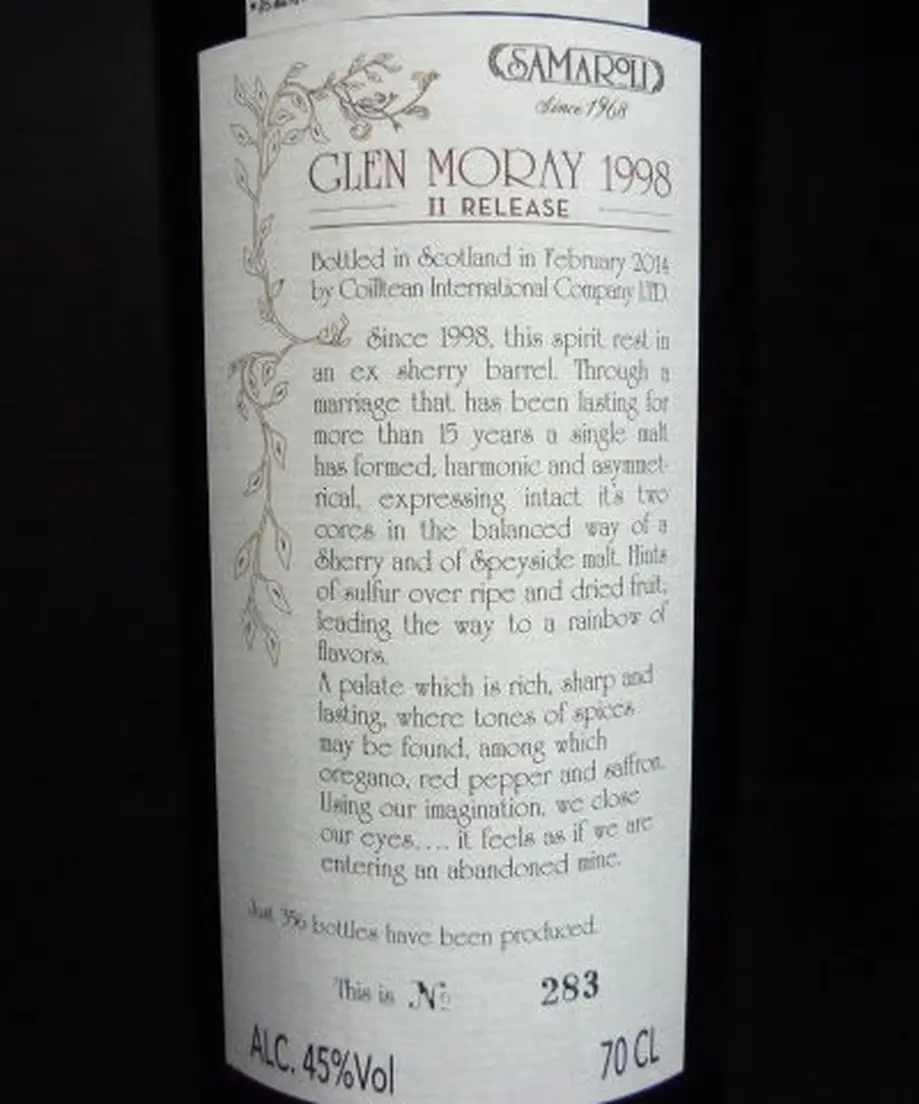 SAMAROLI
Since 1968
GLEN MORAY 1998
II RELEASE
Bottled in Scotland in February 2014
by Coilltean International Company LTD.
Since 1998, this spirit rest in
an ex sherry barrel. Through a
marriage that has been lasting for
more than 15 years a single malt
has formed, harmonic and asymmet-
rical, expressing intact it's two
cores in the balanced way of a
Sherry and of Speyside malt. Hints
of sulfur over ripe and dried fruit,
leading the way to a rainbow of
flavors.
A palate which is rich, sharp and
lasting, where tones of spices
may be found, among which
oregano, red pepper and saffron.
Using our imagination, we close
our eyes.... it feels as if we are
entering an abandoned mine.
Just 356 bottles have been produced.
This is No 283
ALC. 45%Vol 70 CL